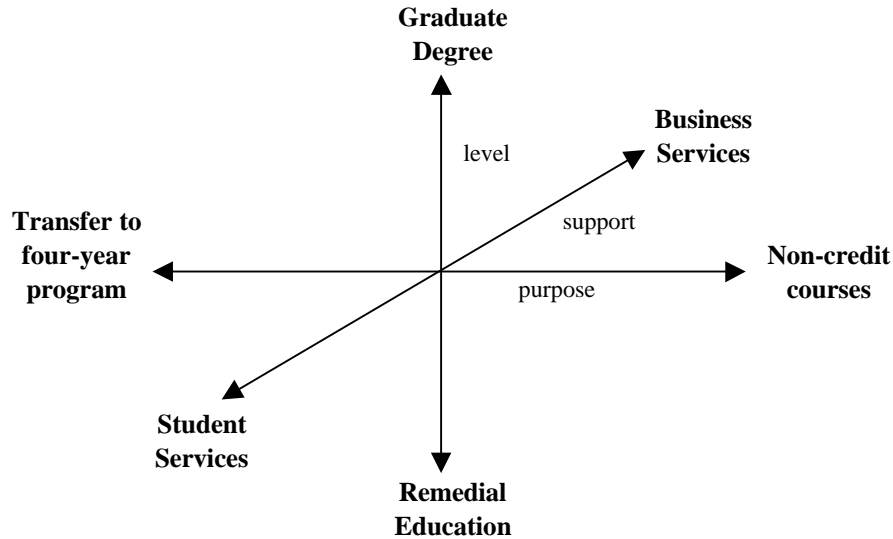 Graduate
Degree
Business
Services
level
Transfer to
four-year
program
support
Non-credit
courses
purpose
Student
Services
Remedial
Education